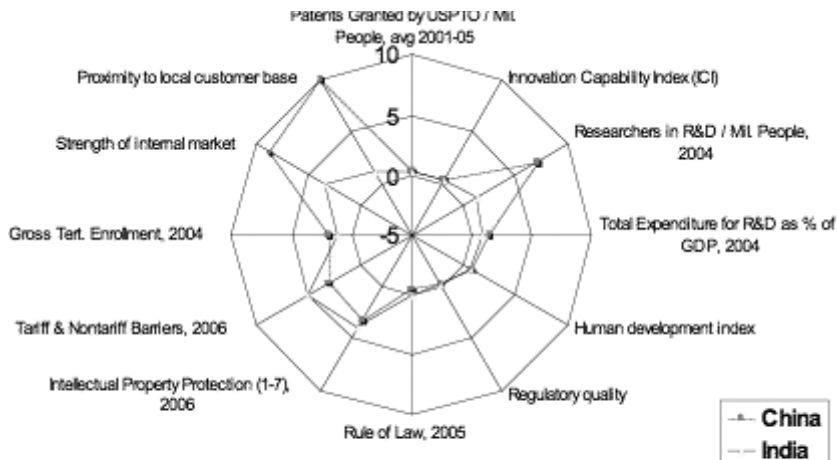 Patents Granted by USPTO / Mil.
People, avg 2001-05
10
Proximity to local customer base
Innovation Capability Index (ICI)
5
Strength of internal market
Researchers in R&D / Mil. People,
2004
0
Gross Tert. Enrollment, 2004
Total Expenditure for R&D as % of
GDP, 2004
-5
Tariff & Nontariff Barriers, 2006
Human development index
Intellectual Property Protection (1-7),
2006
Regulatory quality
Rule of Law, 2005
China
India